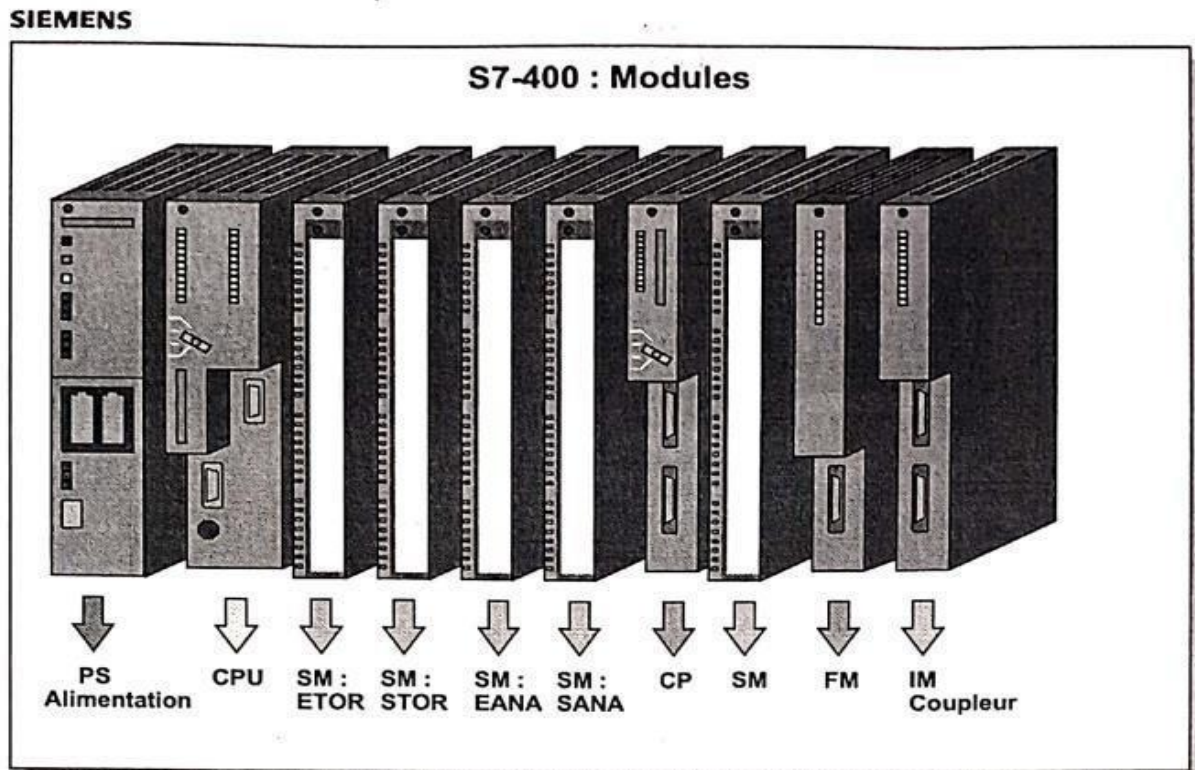 SIEMENS
S7-400 : Modules
PS
Alimentation
CPU
SM :
ETOR
SM :
STOR
SM :
EANA
SM :
SANA
CP
SM
FM
IM
Coupleur